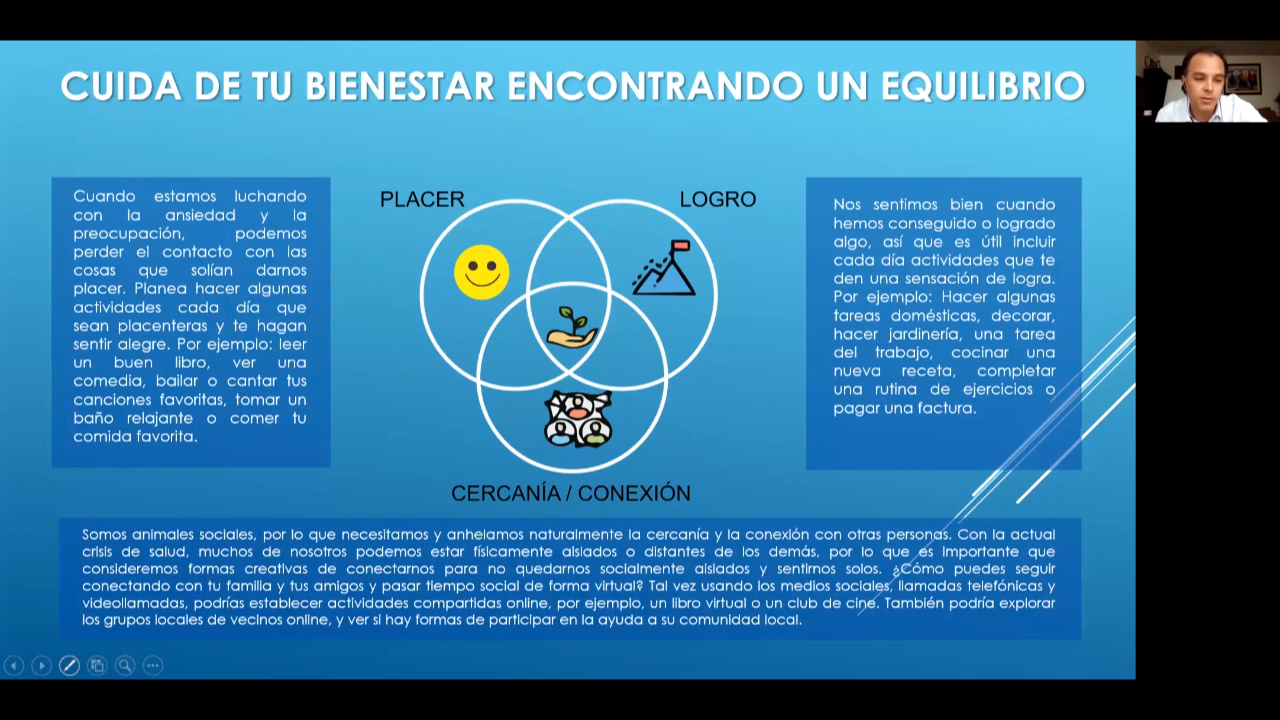 CUIDA DE TU BIENESTAR ENCONTRANDO UN EQUILIBRIO
Cuando estamos luchando
con la ansiedad y la
preocupación, podemos
perder el contacto con las
cosas que solían darnos
placer. Planea hacer algunas
actividades cada día que
sean placenteras y te hagan
sentir alegre. Por ejemplo: leer
un buen libro, ver una
comedia, bailar o cantar tus
canciones favoritas, tomar un
baño relajante o comer tu
comida favorita.
PLACER
LOGRO
CERCANÍA / CONEXIÓN
Nos sentimos bien cuando
hemos conseguido o logrado
algo, así que es útil incluir
cada día actividades que te
den una sensación de logra.
Por ejemplo: Hacer algunas
tareas domésticas, decorar,
hacer jardinería, una tarea
del trabajo, cocinar una
nueva receta, completar
una rutina de ejercicios o
pagar una factura.
Somos animales sociales, por lo que necesitamos y anhelamos naturalmente la cercanía y la conexión con otras personas. Con la actual
crisis de salud, muchos de nosotros podemos estar físicamente aislados o distantes de los demás, por lo que es importante que
consideremos formas creativas de conectarnos para no quedarnos socialmente aislados y sentirnos solos. ¿Cómo puedes seguir
conectando con tu familia y tus amigos y pasar tiempo social de forma virtual? Tal vez usando los medios sociales, llamadas telefónicas y
videollamadas, podrías establecer actividades compartidas online, por ejemplo, un libro virtual o un club de cine. También podría explorar
los grupos locales de vecinos online, y ver si hay formas de participar en la ayuda a su comunidad local.